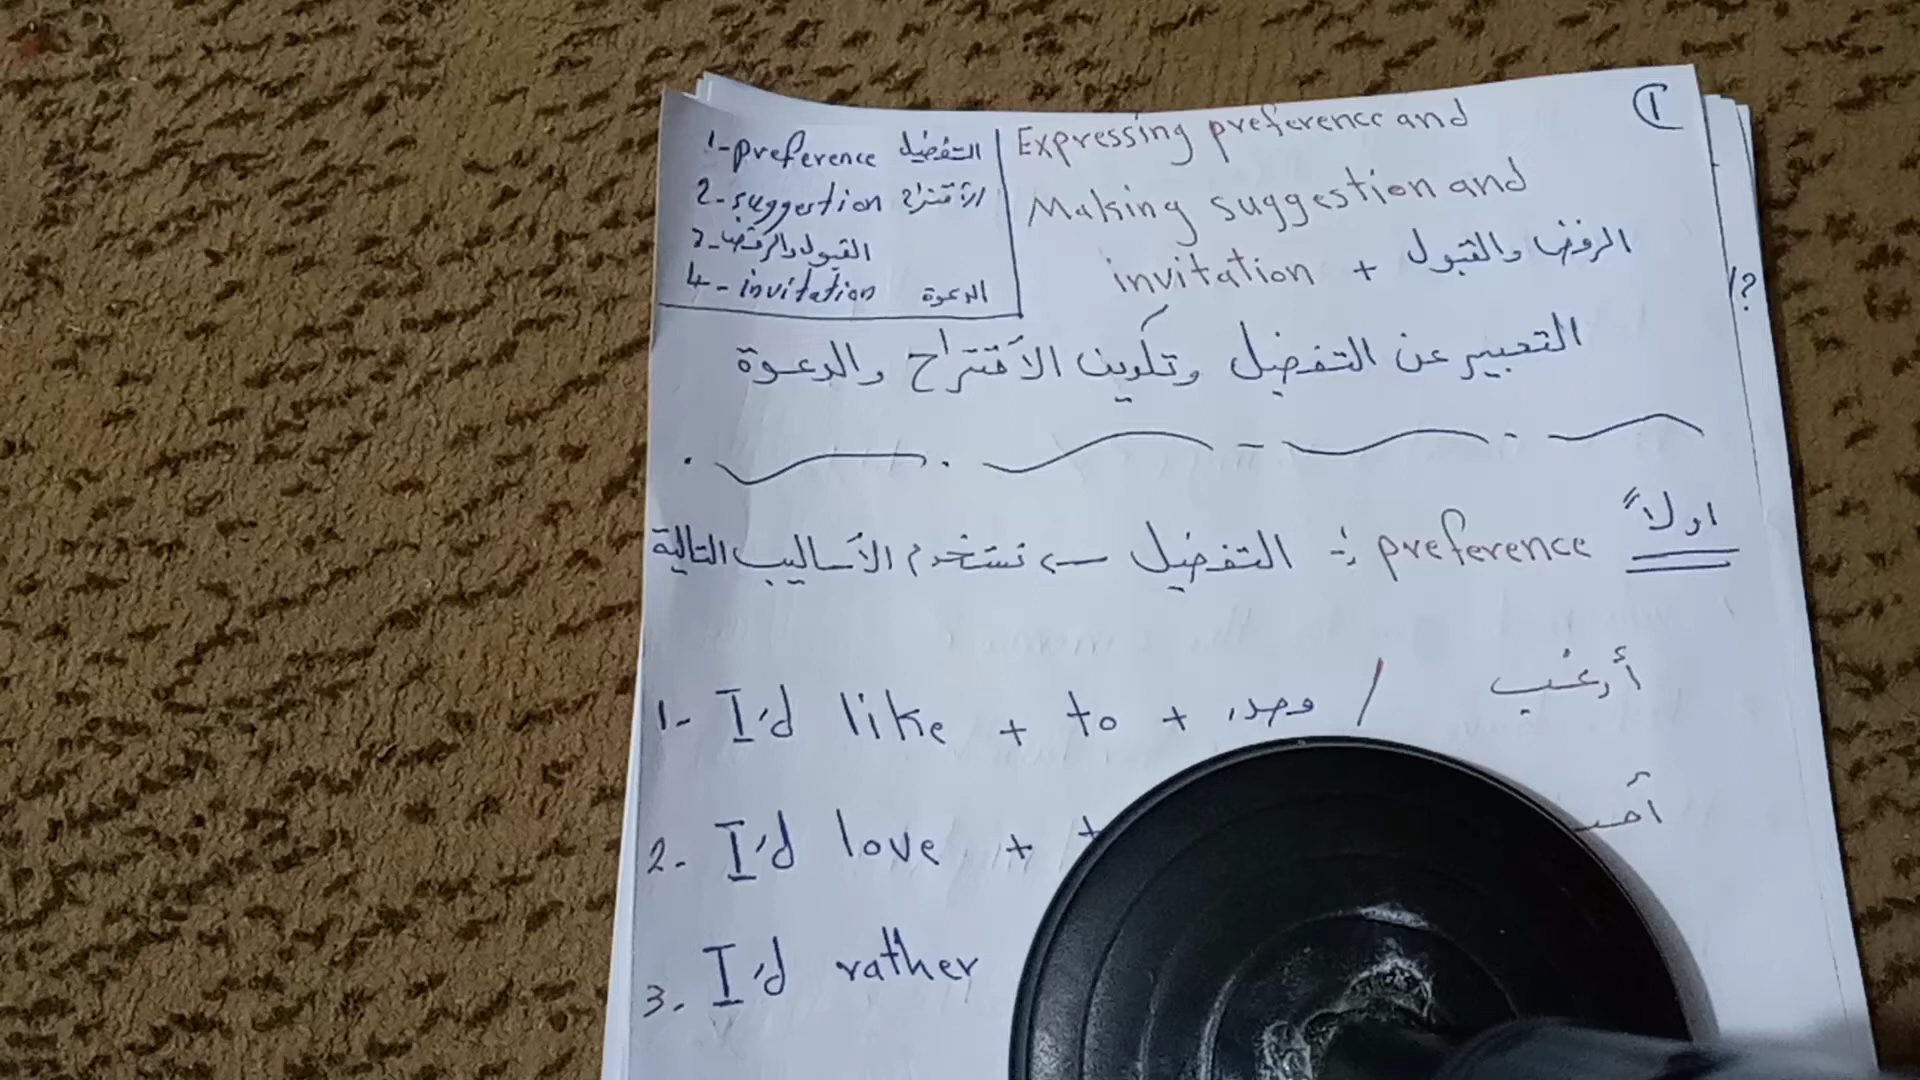 ①
1- preference التفضيل
2- suggestion الأقتراح
3- القبول والرفض
4- invitation الدعوة
Expressing preference and
Making suggestion and
invitation + الرفض والقبول
التعبير عن التفضيل وتكوين الأقتراح والدعوة
اولاً preference :- التفضيل ← نستخدم الأساليب التالية
1- I'd like + to + مصدر / أرغب
2. I'd love +
3. I'd rather
?